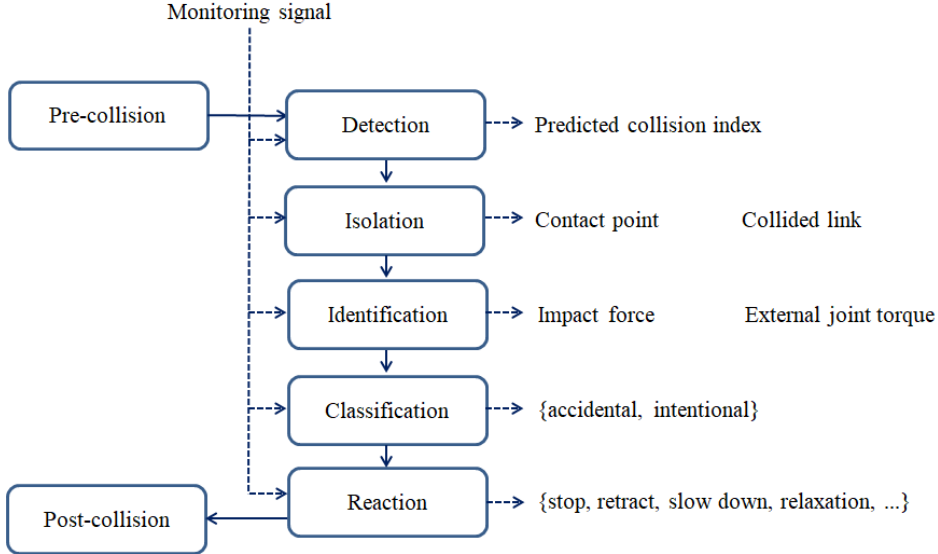 Monitoring signal
Pre-collision
Detection
Predicted collision index
Isolation
Contact point
Collided link
Identification
Impact force
External joint torque
Classification
{accidental, intentional}
Reaction
{stop, retract, slow down, relaxation, ...}
Post-collision